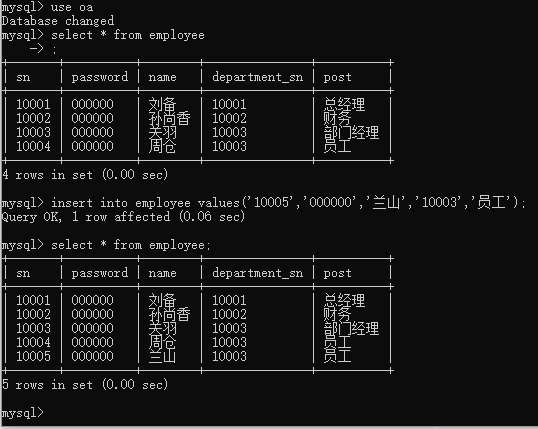 mysql> use oa
Database changed
mysql> select * from employee
    -> ;
+-------+----------+--------+---------------+----------+
| sn    | password | name   | department_sn | post     |
+-------+----------+--------+---------------+----------+
| 10001 | 000000   | 刘备   | 10001         | 总经理   |
| 10002 | 000000   | 孙尚香 | 10002         | 财务     |
| 10003 | 000000   | 关羽   | 10003         | 部门经理 |
| 10004 | 000000   | 周仓   | 10003         | 员工     |
+-------+----------+--------+---------------+----------+
4 rows in set (0.00 sec)
mysql> insert into employee values('10005','000000','兰山','10003','员工');
Query OK, 1 row affected (0.06 sec)
mysql> select * from employee;
+-------+----------+--------+---------------+----------+
| sn    | password | name   | department_sn | post     |
+-------+----------+--------+---------------+----------+
| 10001 | 000000   | 刘备   | 10001         | 总经理   |
| 10002 | 000000   | 孙尚香 | 10002         | 财务     |
| 10003 | 000000   | 关羽   | 10003         | 部门经理 |
| 10004 | 000000   | 周仓   | 10003         | 员工     |
| 10005 | 000000   | 兰山   | 10003         | 员工     |
+-------+----------+--------+---------------+----------+
5 rows in set (0.00 sec)
mysql>